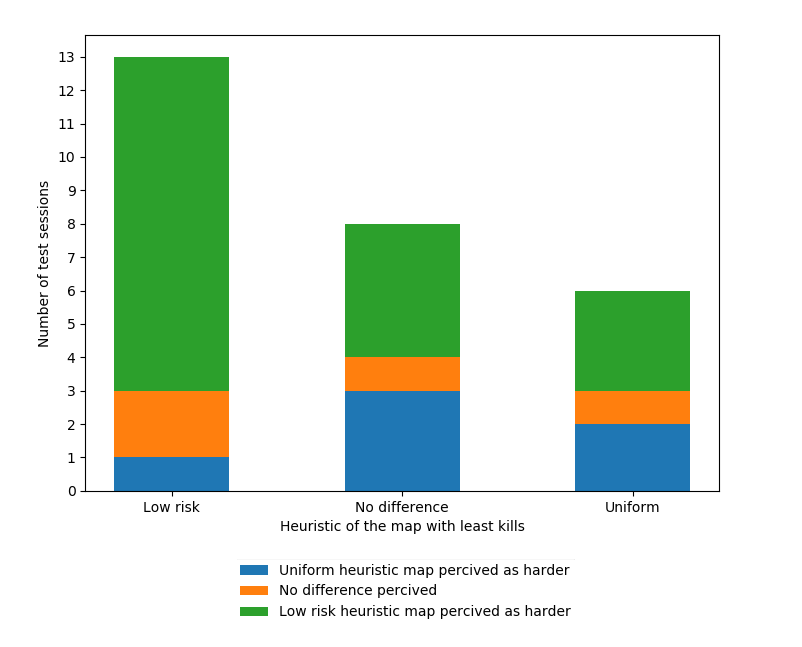 13
12
11
10
9
8
7
6
5
4
3
2
1
0
Number of test sessions
Low risk No difference Uniform
Heuristic of the map with least kills
Uniform heuristic map percived as harder
No difference percived
Low risk heuristic map percived as harder